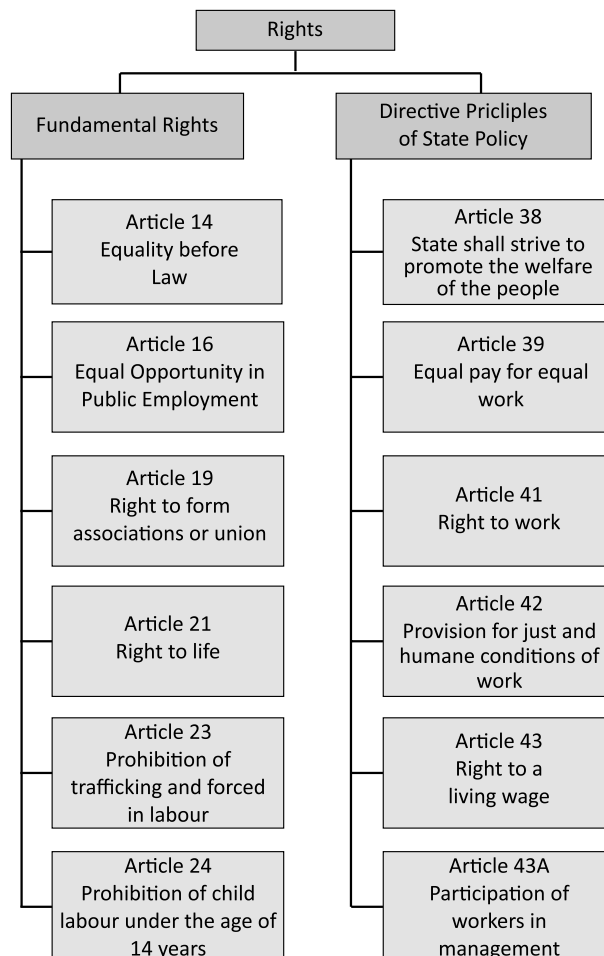 Rights
Fundamental Rights
Article 14
Equality before
Law
Article 16
Equal Opportunity in
Public Employment
Article 19
Right to form
associations or union
Article 21
Right to life
Article 23
Prohibition of
trafficking and forced
in labour
Article 24
Prohibition of child
labour under the age of
14 years
Directive Pricliples
of State Policy
Article 38
State shall strive to
promote the welfare
of the people
Article 39
Equal pay for equal
work
Article 41
Right to work
Article 42
Provision for just and
humane conditions of
work
Article 43
Right to a
living wage
Article 43A
Participation of
workers in
management